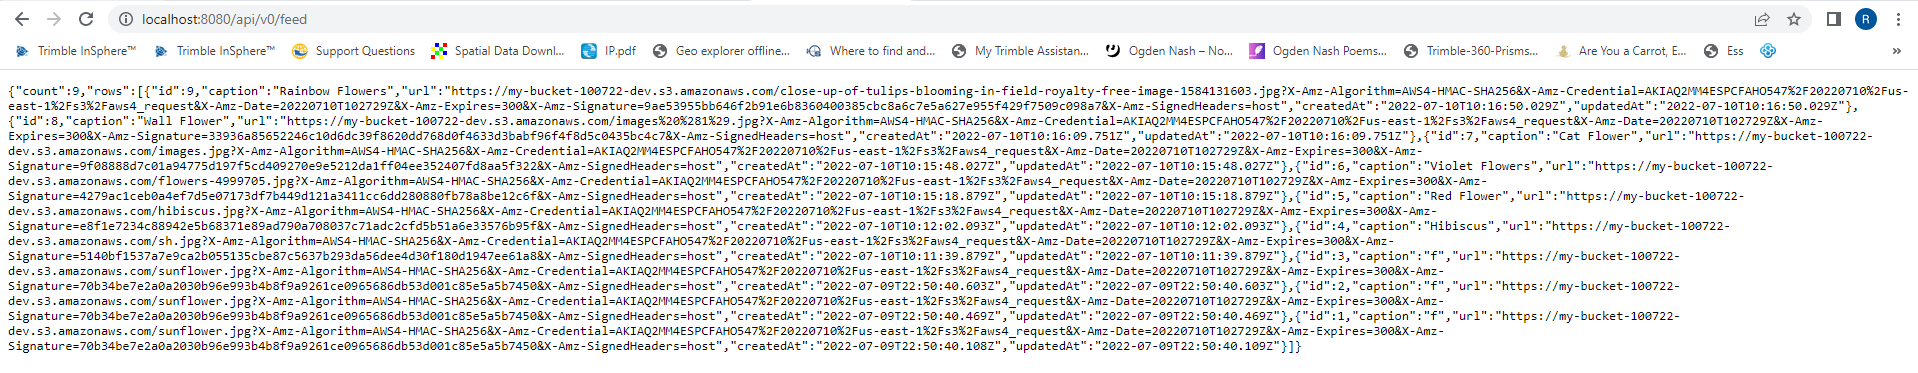 localhost:8080/api/v0/feed
R
Trimble InSphere™ Trimble InSphere™ Support Questions Spatial Data Downl... IP.pdf Geo explorer offline... Where to find and... My Trimble Assistan... Ogden Nash – No... Ogden Nash Poems... Trimble-360-Prisms... Are You a Carrot, E... Ess »
{"count":9,"rows":[{"id":9,"caption":"Rainbow Flowers","url":"https://my-bucket-100722-dev.s3.amazonaws.com/close-up-of-tulips-blooming-in-field-royalty-free-image-1584131603.jpg?X-Amz-Algorithm=AWS4-HMAC-SHA256&X-Amz-Credential=AKIAQ2MM4ESPCFAHO547%2F20220710%2Fus-
east-1%2Fs3%2Faws4_request&X-Amz-Date=20220710T102729Z&X-Amz-Expires=300&X-Amz-Signature=9ae53955bb646f2b91e6b8360400385cbc8a6c7e5a627e955f429f7509c098a7&X-Amz-SignedHeaders=host","createdAt":"2022-07-10T10:16:50.029Z","updatedAt":"2022-07-10T10:16:50.029Z"},
{"id":8,"caption":"Wall Flower","url":"https://my-bucket-100722-dev.s3.amazonaws.com/images%20%281%29.jpg?X-Amz-Algorithm=AWS4-HMAC-SHA256&X-Amz-Credential=AKIAQ2MM4ESPCFAHO547%2F20220710%2Fus-east-1%2Fs3%2Faws4_request&X-Amz-Date=20220710T102729Z&X-Amz-
Expires=300&X-Amz-Signature=33936a85652246c10d6dc39f8620dd768d0f4633d3babf96f4f8d5c0435bc4c7&X-Amz-SignedHeaders=host","createdAt":"2022-07-10T10:16:09.751Z","updatedAt":"2022-07-10T10:16:09.751Z"},{"id":7,"caption":"Cat Flower","url":"https://my-bucket-100722-
dev.s3.amazonaws.com/images.jpg?X-Amz-Algorithm=AWS4-HMAC-SHA256&X-Amz-Credential=AKIAQ2MM4ESPCFAHO547%2F20220710%2Fus-east-1%2Fs3%2Faws4_request&X-Amz-Date=20220710T102729Z&X-Amz-Expires=300&X-Amz-
Signature=9f08888d7c01a94775d197f5cd409270e9e5212da1ff04ee352407fd8aa5f322&X-Amz-SignedHeaders=host","createdAt":"2022-07-10T10:15:48.027Z","updatedAt":"2022-07-10T10:15:48.027Z"},{"id":6,"caption":"Violet Flowers","url":"https://my-bucket-100722-
dev.s3.amazonaws.com/flowers-4999705.jpg?X-Amz-Algorithm=AWS4-HMAC-SHA256&X-Amz-Credential=AKIAQ2MM4ESPCFAHO547%2F20220710%2Fus-east-1%2Fs3%2Faws4_request&X-Amz-Date=20220710T102729Z&X-Amz-Expires=300&X-Amz-
Signature=4279ac1ceb0a4ef7d5e07173df7b449d121a3411cc6dd280880fb78a8be12c6f&X-Amz-SignedHeaders=host","createdAt":"2022-07-10T10:15:18.879Z","updatedAt":"2022-07-10T10:15:18.879Z"},{"id":5,"caption":"Red Flower","url":"https://my-bucket-100722-
dev.s3.amazonaws.com/hibiscus.jpg?X-Amz-Algorithm=AWS4-HMAC-SHA256&X-Amz-Credential=AKIAQ2MM4ESPCFAHO547%2F20220710%2Fus-east-1%2Fs3%2Faws4_request&X-Amz-Date=20220710T102729Z&X-Amz-Expires=300&X-Amz-
Signature=e8f1e7234c88942e5b68371e89ad790a708037c71adc2cfd5b51a6e33576b95f&X-Amz-SignedHeaders=host","createdAt":"2022-07-10T10:12:02.093Z","updatedAt":"2022-07-10T10:12:02.093Z"},{"id":4,"caption":"Hibiscus","url":"https://my-bucket-100722-
dev.s3.amazonaws.com/sh.jpg?X-Amz-Algorithm=AWS4-HMAC-SHA256&X-Amz-Credential=AKIAQ2MM4ESPCFAHO547%2F20220710%2Fus-east-1%2Fs3%2Faws4_request&X-Amz-Date=20220710T102729Z&X-Amz-Expires=300&X-Amz-
Signature=5140bf1537a7e9ca2b055135cbe87c5637b293da56dee4d30f180d1947ee61a8&X-Amz-SignedHeaders=host","createdAt":"2022-07-10T10:11:39.879Z","updatedAt":"2022-07-10T10:11:39.879Z"},{"id":3,"caption":"f","url":"https://my-bucket-100722-
dev.s3.amazonaws.com/sunflower.jpg?X-Amz-Algorithm=AWS4-HMAC-SHA256&X-Amz-Credential=AKIAQ2MM4ESPCFAHO547%2F20220710%2Fus-east-1%2Fs3%2Faws4_request&X-Amz-Date=20220710T102729Z&X-Amz-Expires=300&X-Amz-
Signature=70b34be7e2a0a2030b96e993b4b8f9a9261ce0965686db53d001c85e5a5b7450&X-Amz-SignedHeaders=host","createdAt":"2022-07-09T22:50:40.603Z","updatedAt":"2022-07-09T22:50:40.603Z"},{"id":2,"caption":"f","url":"https://my-bucket-100722-
dev.s3.amazonaws.com/sunflower.jpg?X-Amz-Algorithm=AWS4-HMAC-SHA256&X-Amz-Credential=AKIAQ2MM4ESPCFAHO547%2F20220710%2Fus-east-1%2Fs3%2Faws4_request&X-Amz-Date=20220710T102729Z&X-Amz-Expires=300&X-Amz-
Signature=70b34be7e2a0a2030b96e993b4b8f9a9261ce0965686db53d001c85e5a5b7450&X-Amz-SignedHeaders=host","createdAt":"2022-07-09T22:50:40.469Z","updatedAt":"2022-07-09T22:50:40.469Z"},{"id":1,"caption":"f","url":"https://my-bucket-100722-
dev.s3.amazonaws.com/sunflower.jpg?X-Amz-Algorithm=AWS4-HMAC-SHA256&X-Amz-Credential=AKIAQ2MM4ESPCFAHO547%2F20220710%2Fus-east-1%2Fs3%2Faws4_request&X-Amz-Date=20220710T102729Z&X-Amz-Expires=300&X-Amz-
Signature=70b34be7e2a0a2030b96e993b4b8f9a9261ce0965686db53d001c85e5a5b7450&X-Amz-SignedHeaders=host","createdAt":"2022-07-09T22:50:40.108Z","updatedAt":"2022-07-09T22:50:40.109Z"}]}